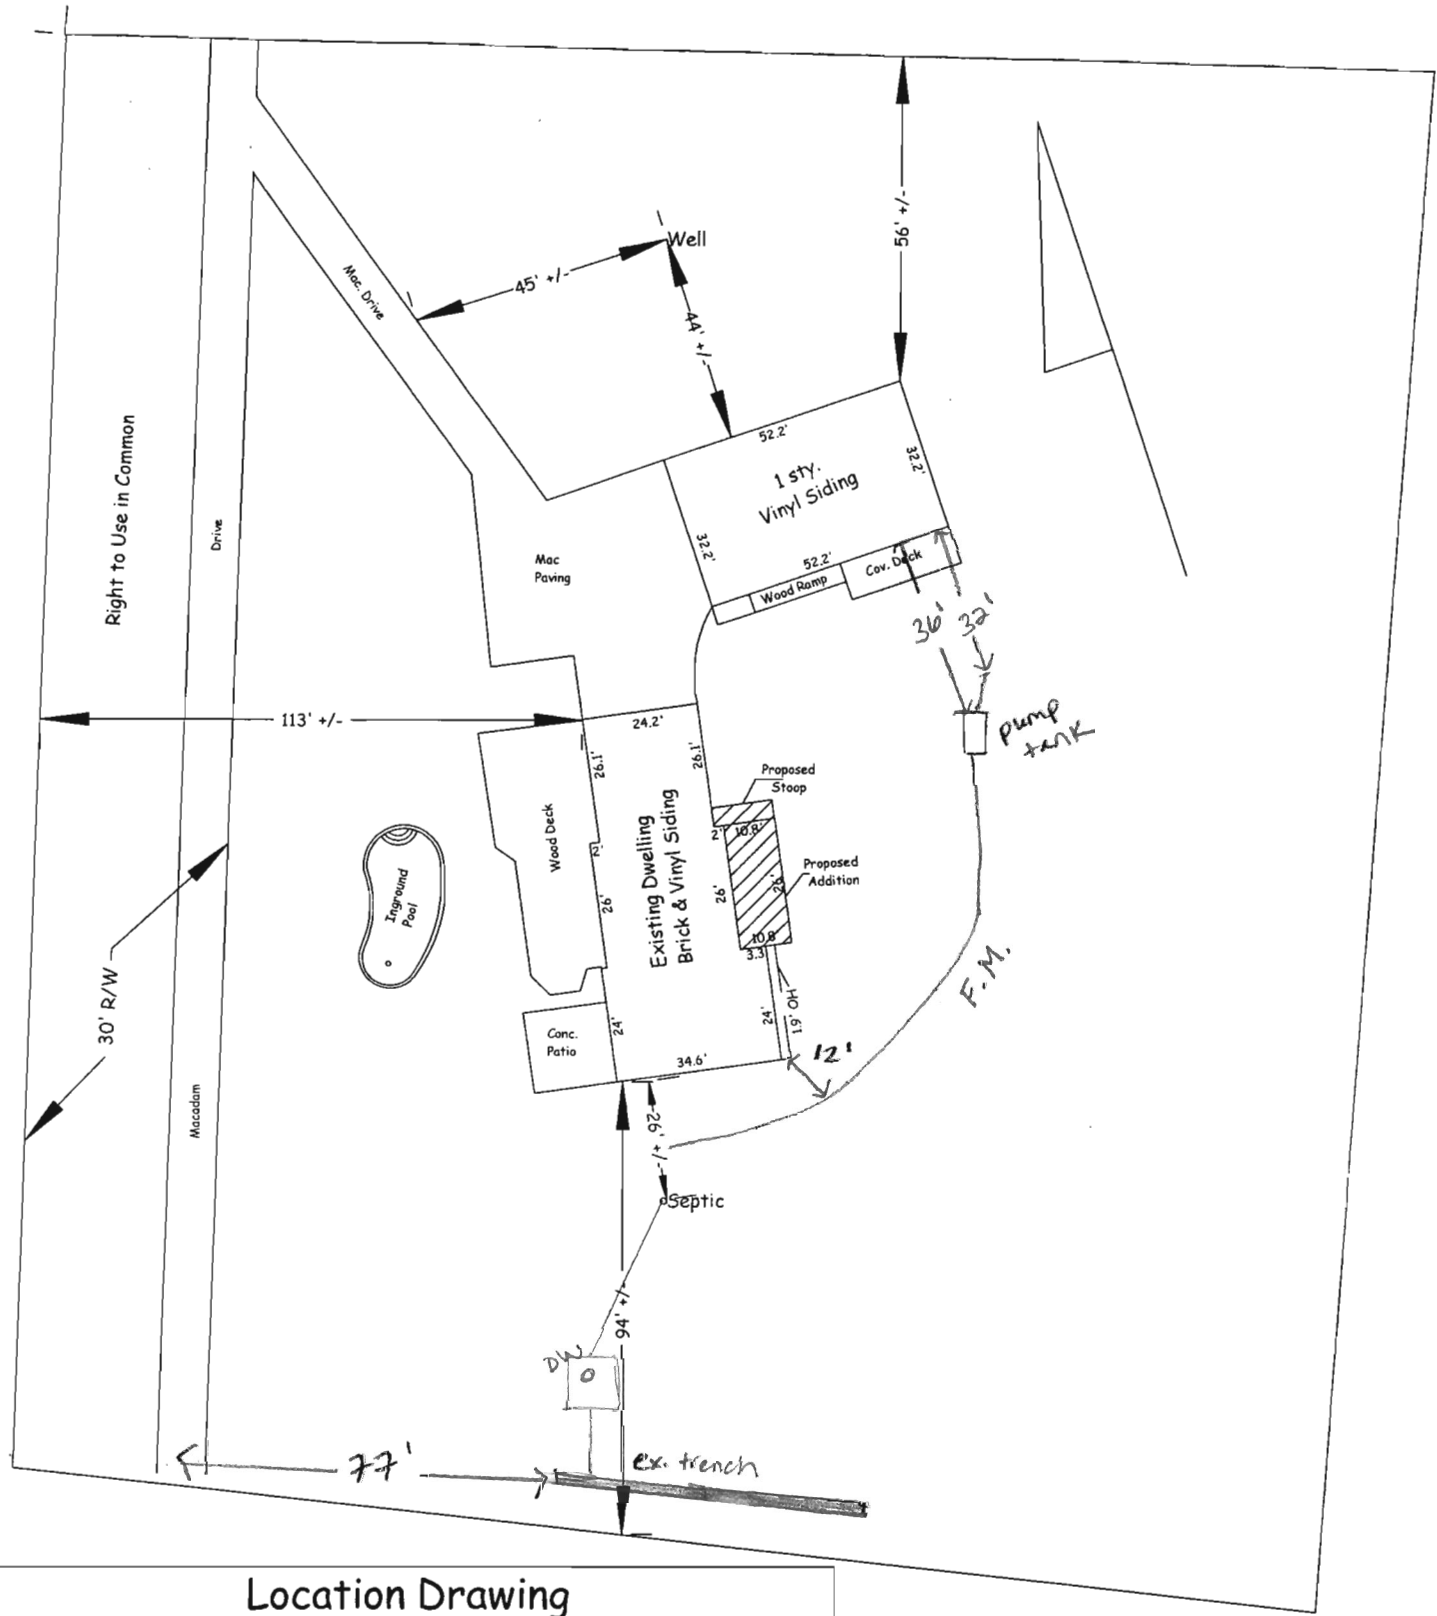 56' +/-
Well
45' +/-
Mac. Drive
44' +/-
52.2'
32.2'
1 sty.
Vinyl Siding
Right to Use in Common
Drive
32.2'
Mac
Paving
52.2'
Cov. Deck
Wood Ramp
36'
32'
113' +/-
24.2'
pump
tank
26.1'
26.1'
Proposed
Stoop
Wood Deck
Existing Dwelling
Brick & Vinyl Siding
2'
2'
10.8'
Proposed
Addition
Inground
Pool
26'
26'
26'
10.8
3.3'
F.M.
30' R/W
1.9' OH
24'
24'
Conc.
Patio
34.6'
12'
Macadam
26' +/-
Septic
94' +/-
DW
77'
ex. trench
Location Drawing